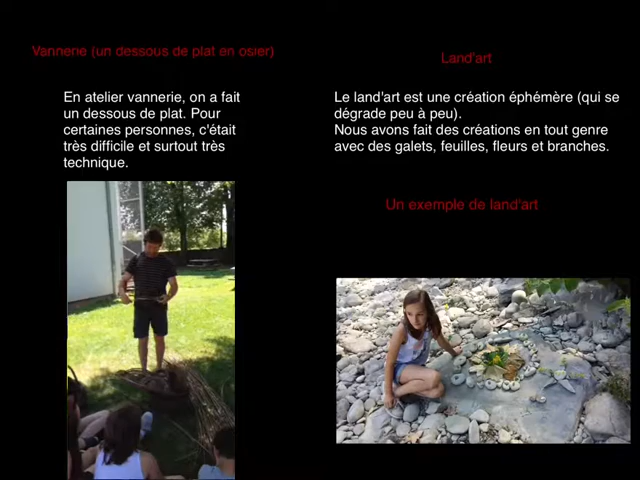 Vannerie (un dessous de plat en osier)
En atelier vannerie, on a fait
un dessous de plat. Pour
certaines personnes, c'était
très difficile et surtout très
technique.
Land'art
Le land'art est une création éphémère (qui se
dégrade peu à peu).
Nous avons fait des créations en tout genre
avec des galets, feuilles, fleurs et branches.
Un exemple de land'art